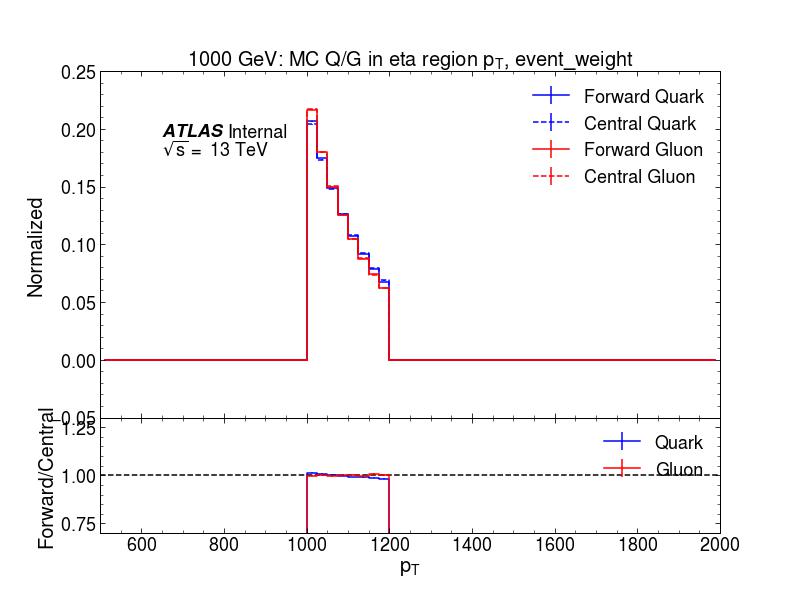 1000 GeV: MC Q/G in eta region pT, event_weight
0.25
0.20
0.15
0.10
0.05
0.00
0.05
Normalized
ATLAS Internal
√s = 13 TeV
Forward Quark
Central Quark
Forward Gluon
Central Gluon
1.25
1.00
0.75
Forward/Central
Quark
Gluon
600 800 1000 1200 1400 1600 1800 2000
pT